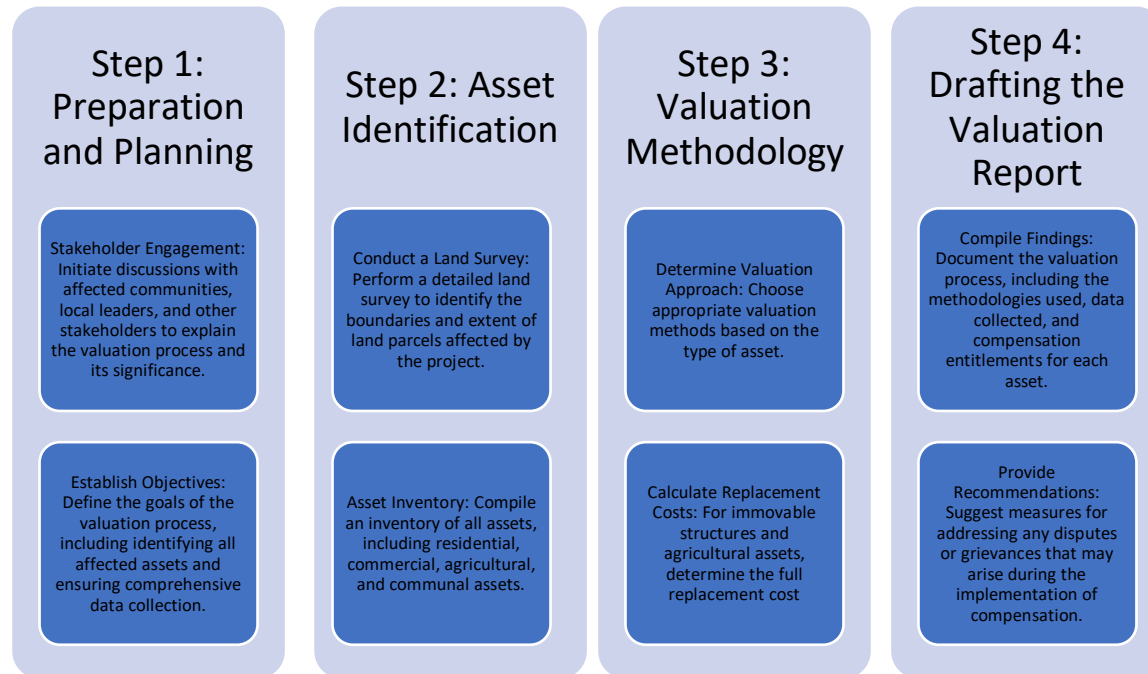 Step 1:
Preparation
and Planning
Stakeholder Engagement:
Initiate discussions with
affected communities,
local leaders, and other
stakeholders to explain
the valuation process and
its significance.
Establish Objectives:
Define the goals of the
valuation process,
including identifying all
affected assets and
ensuring comprehensive
data collection.
Step 2: Asset
Identification
Conduct a Land Survey:
Perform a detailed land
survey to identify the
boundaries and extent of
land parcels affected by
the project.
Asset Inventory: Compile
an inventory of all assets,
including residential,
commercial, agricultural,
and communal assets.
Step 3:
Valuation
Methodology
Determine Valuation
Approach: Choose
appropriate valuation
methods based on the
type of asset.
Calculate Replacement
Costs: For immovable
structures and
agricultural assets,
determine the full
replacement cost
Step 4:
Drafting the
Valuation
Report
Compile Findings:
Document the valuation
process, including the
methodologies used, data
collected, and
compensation
entitlements for each
asset.
Provide
Recommendations:
Suggest measures for
addressing any disputes
or grievances that may
arise during the
implementation of
compensation.